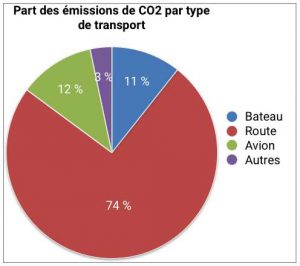 Part des émissions de CO2 par type
de transport
3 %
11 %
12 %
74 %
Bateau
Route
Avion
Autres